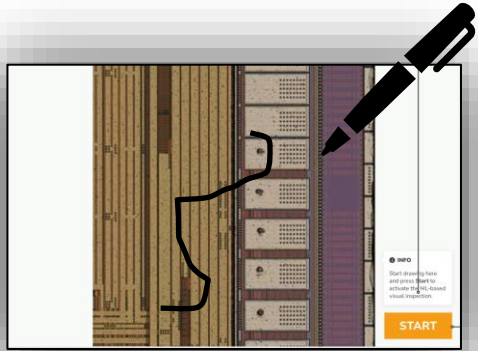 INFO
Start drawing here
and press Start to
activate the ML-based
visual inspection.
START